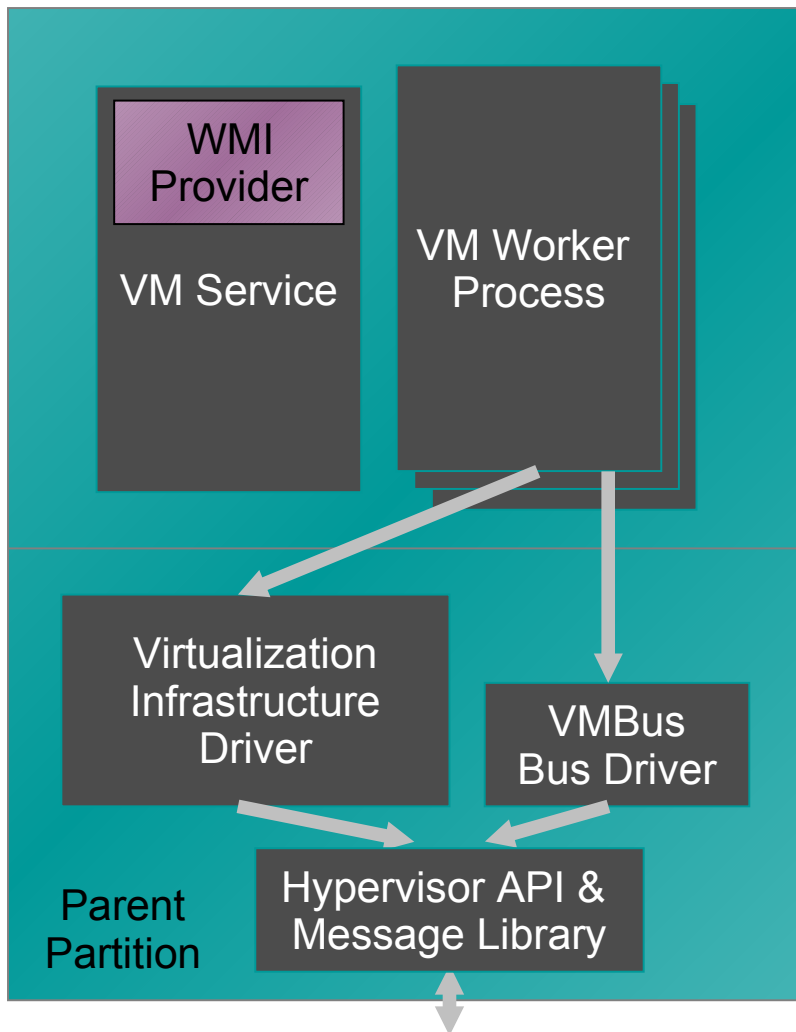 WMI
Provider
VM Service
VM Worker
Process
Virtualization
Infrastructure
Driver
VMBus
Bus Driver
Hypervisor API &
Message Library
Parent
Partition